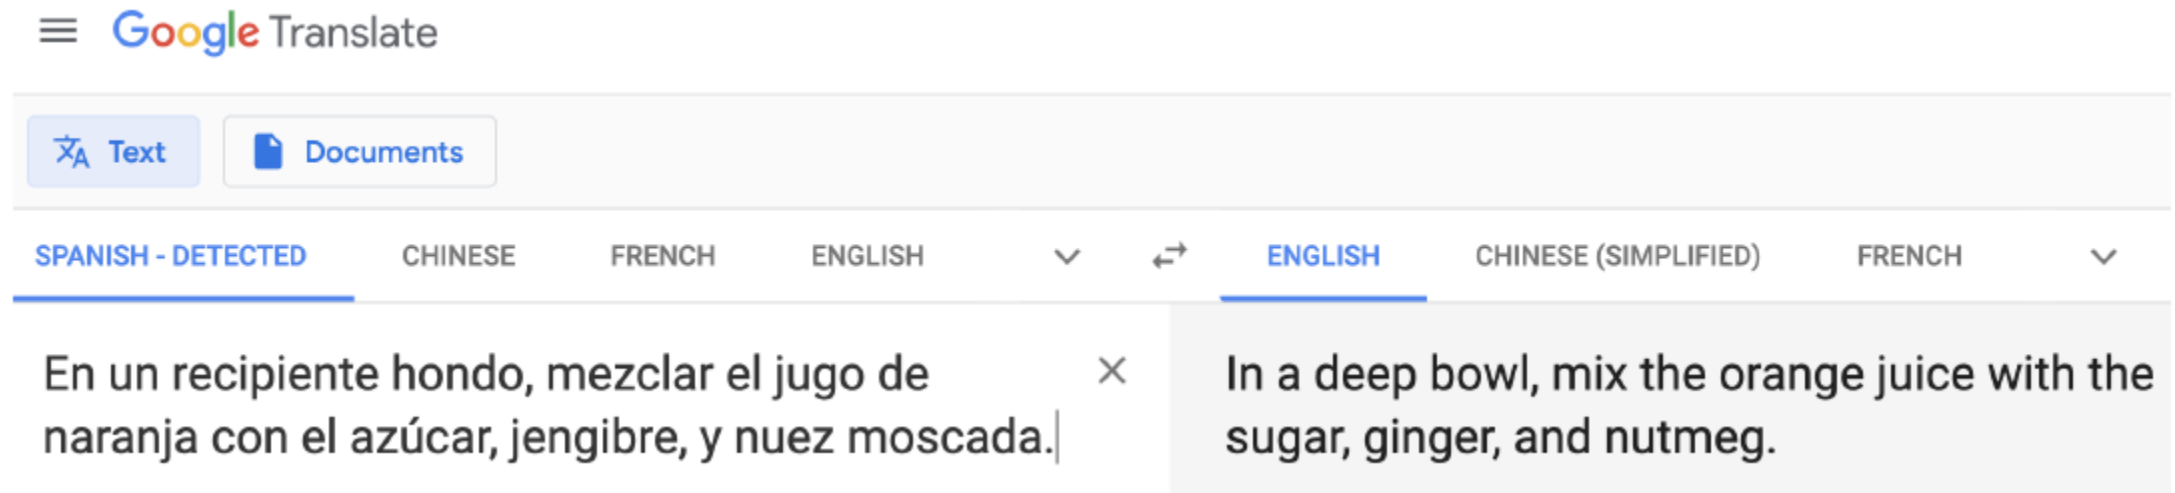 Google Translate
Text Documents
SPANISH - DETECTED CHINESE FRENCH ENGLISH ENGLISH CHINESE (SIMPLIFIED) FRENCH
En un recipiente hondo, mezclar el jugo de
naranja con el azúcar, jengibre, y nuez moscada.
In a deep bowl, mix the orange juice with the
sugar, ginger, and nutmeg.